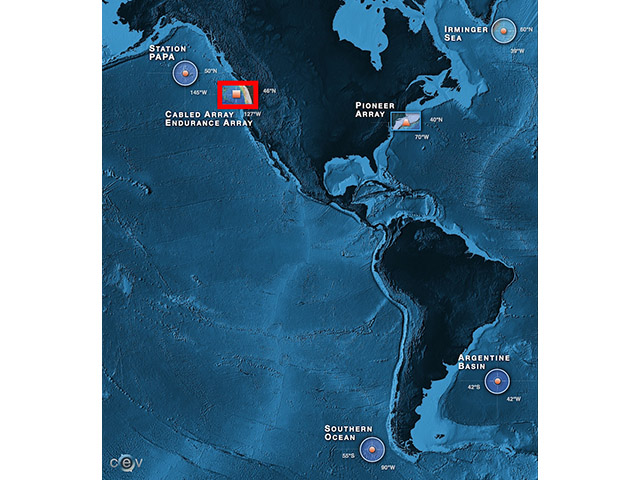 STATION
PAPA
50°N
145°W
IRMINGER
SEA
60°N
39°W
46°N
CABLED ARRAY
127°W
ENDURANCE ARRAY
PIONEER
ARRAY
40°N
70°W
ARGENTINE
BASIN
42°S
42°W
SOUTHERN
OCEAN
55°S
90°W
cev